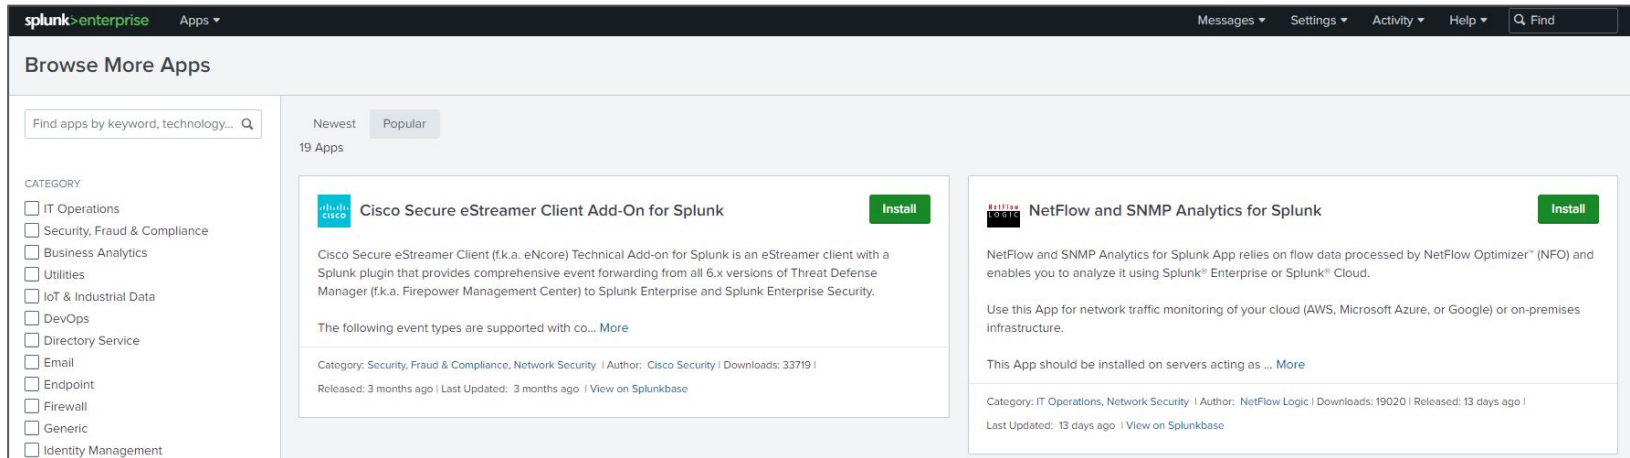 splunk>enterprise Apps Messages Settings Activity Help Find
Browse More Apps
Find apps by keyword, technology...
CATEGORY
IT Operations
Security, Fraud & Compliance
Business Analytics
Utilities
IoT & Industrial Data
DevOps
Directory Service
Email
Endpoint
Firewall
Generic
Identity Management
Newest Popular
19 Apps
CISCO
Cisco Secure eStreamer Client Add-On for Splunk
Install
Cisco Secure eStreamer Client (f.k.a. eNcore) Technical Add-on for Splunk is an eStreamer client with a
Splunk plugin that provides comprehensive event forwarding from all 6.x versions of Threat Defense
Manager (f.k.a. Firepower Management Center) to Splunk Enterprise and Splunk Enterprise Security.
The following event types are supported with co... More
Category: Security, Fraud & Compliance, Network Security | Author: Cisco Security | Downloads: 33719 |
Released: 3 months ago | Last Updated: 3 months ago | View on Splunkbase
NetFlow
LOGIC
NetFlow and SNMP Analytics for Splunk
Install
NetFlow and SNMP Analytics for Splunk App relies on flow data processed by NetFlow Optimizer™ (NFO) and
enables you to analyze it using Splunk® Enterprise or Splunk® Cloud.
Use this App for network traffic monitoring of your cloud (AWS, Microsoft Azure, or Google) or on-premises
infrastructure.
This App should be installed on servers acting as ... More
Category: IT Operations, Network Security | Author: NetFlow Logic | Downloads: 19020 | Released: 13 days ago |
Last Updated: 13 days ago | View on Splunkbase